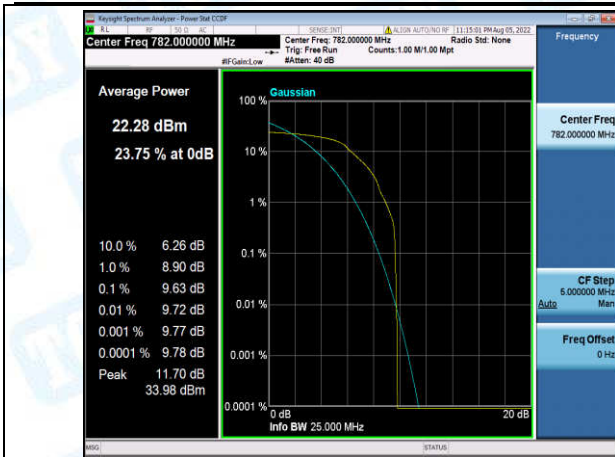 Keysight Spectrum Analyzer - Power Stat CCDF
RL RF 50 Ω AC SENSE:INT ALIGN AUTO/NO RF 11:15:01 PM Aug 05, 2022
Center Freq 782.000000 MHz
Center Freq: 782.000000 MHz Radio Std: None
Trig: Free Run Counts:1.00 M/1.00 Mpt
#IFGain:Low #Atten: 40 dB
Frequency
Average Power
22.28 dBm
23.75 % at 0dB
10.0 % 6.26 dB
1.0 % 8.90 dB
0.1 % 9.63 dB
0.01 % 9.72 dB
0.001 % 9.77 dB
0.0001 % 9.78 dB
Peak 11.70 dB
33.98 dBm
Gaussian
100 %
10 %
1 %
0.1 %
0.01 %
0.001 %
0.0001 %
0 dB 20 dB
Info BW 25.000 MHz
Center Freq
782.000000 MHz
CF Step
5.000000 MHz
Auto Man
Freq Offset
0 Hz
MSG STATUS